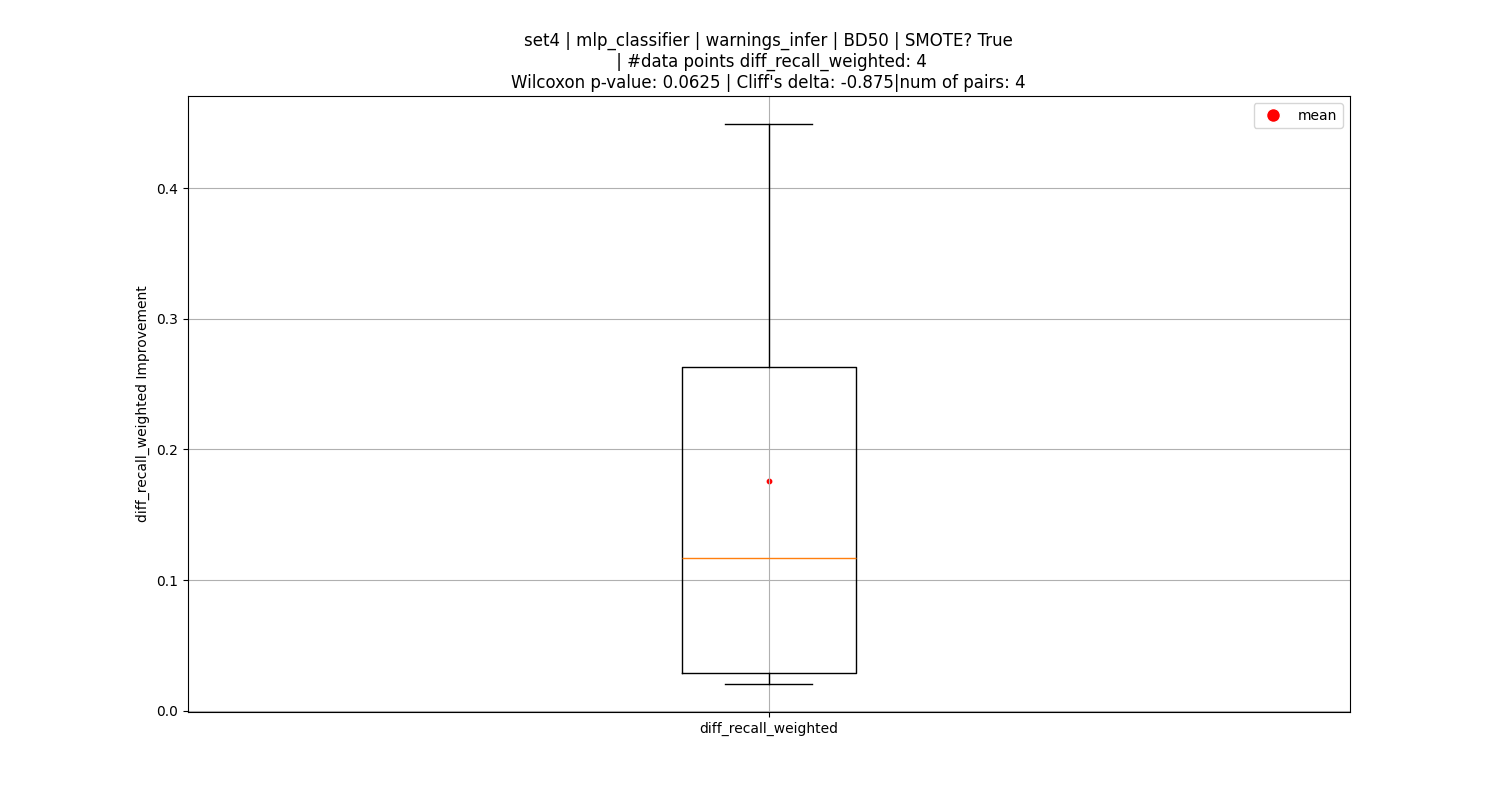 set4 | mlp_classifier | warnings_infer | BD50 | SMOTE? True
| #data points diff_recall_weighted: 4
Wilcoxon p-value: 0.0625 | Cliff's delta: -0.875|num of pairs: 4
mean
0.4
0.3
0.2
0.1
0.0
diff_recall_weighted Improvement
diff_recall_weighted